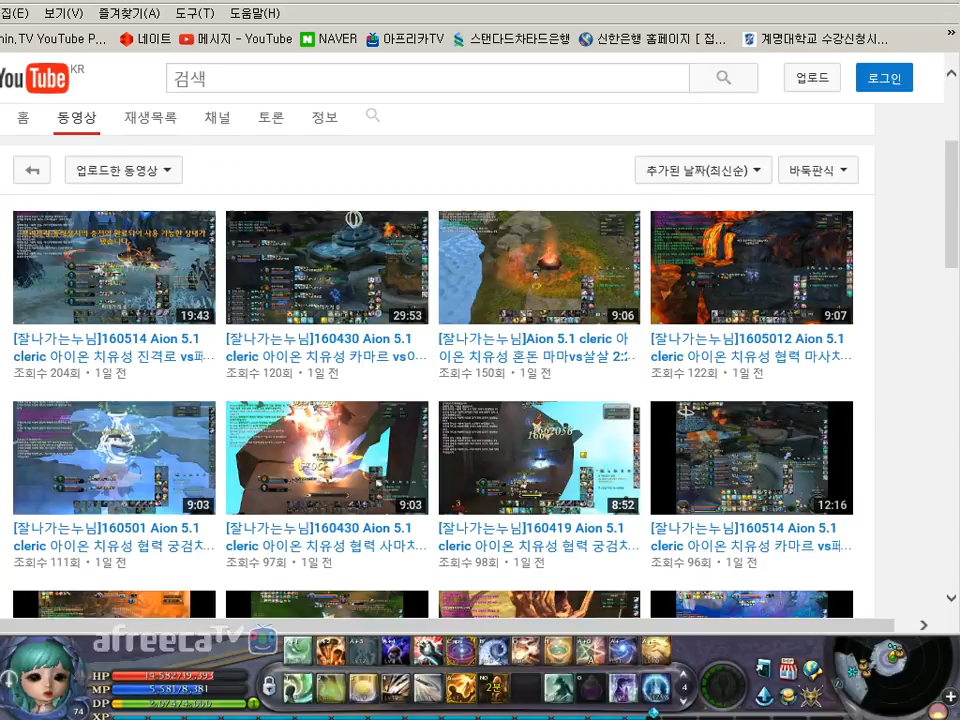 집(E) 보기(V) 즐겨찾기(A) 도구(T) 도움말(H)
min,TV YouTube P... 네이트 메시지 - YouTube NAVER 아프리카TV 스탠다드차타드은행 신한은행 홈페이지 [ 접... 계명대학교 수강신청시... »
You Tube KR 검색 업로드 로그인
홈 동영상 재생목록 채널 토론 정보
업로드한 동영상 추가된 날짜(최신순) 바둑판식
19:43 29:53 9:06 9:07
[잘나가는누님]160514 Aion 5.1 [잘나가는누님]160430 Aion 5.1 [잘나가는누님]Aion 5.1 cleric 아 [잘나가는누님]1605012 Aion 5.1
cleric 아이온 치유성 진격로 vs파... cleric 아이온 치유성 카마르 vs이... 이온 치유성 혼돈 마마vs살살 2:2... cleric 아이온 치유성 협력 마사치...
조회수 204회 • 1일 전 조회수 120회 • 1일 전 조회수 150회 • 1일 전 조회수 122회 • 1일 전
9:03 9:03 8:52 12:16
[잘나가는누님]160501 Aion 5.1 [잘나가는누님]160430 Aion 5.1 [잘나가는누님]160419 Aion 5.1 [잘나가는누님]160514 Aion 5.1
cleric 아이온 치유성 협력 궁검치... cleric 아이온 치유성 협력 사마치... cleric 아이온 치유성 협력 궁검치... cleric 아이온 치유성 카마르 vs파...
조회수 111회 • 1일 전 조회수 97회 • 1일 전 조회수 98회 • 1일 전 조회수 96회 • 1일 전
afreecaTV
HP
MP
DP
74 XP
2분
4